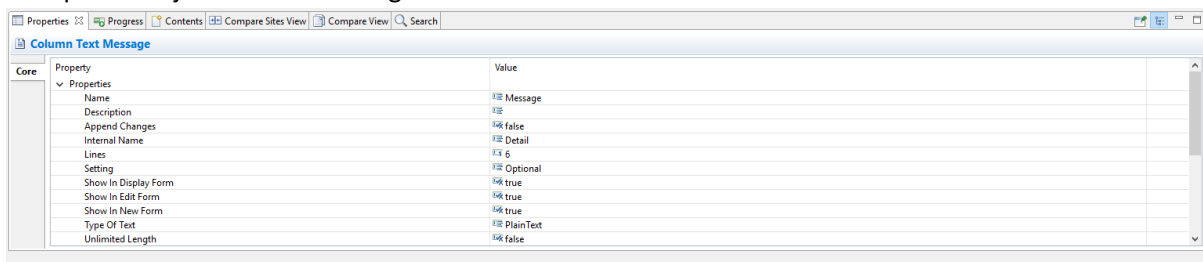 Properties Progress Contents Compare Sites View Compare View Search
Column Text Message
Core
Property Value
Properties
Name Message
Description
Append Changes false
Internal Name Detail
Lines 6
Setting Optional
Show In Display Form true
Show In Edit Form true
Show In New Form true
Type Of Text PlainText
Unlimited Length false